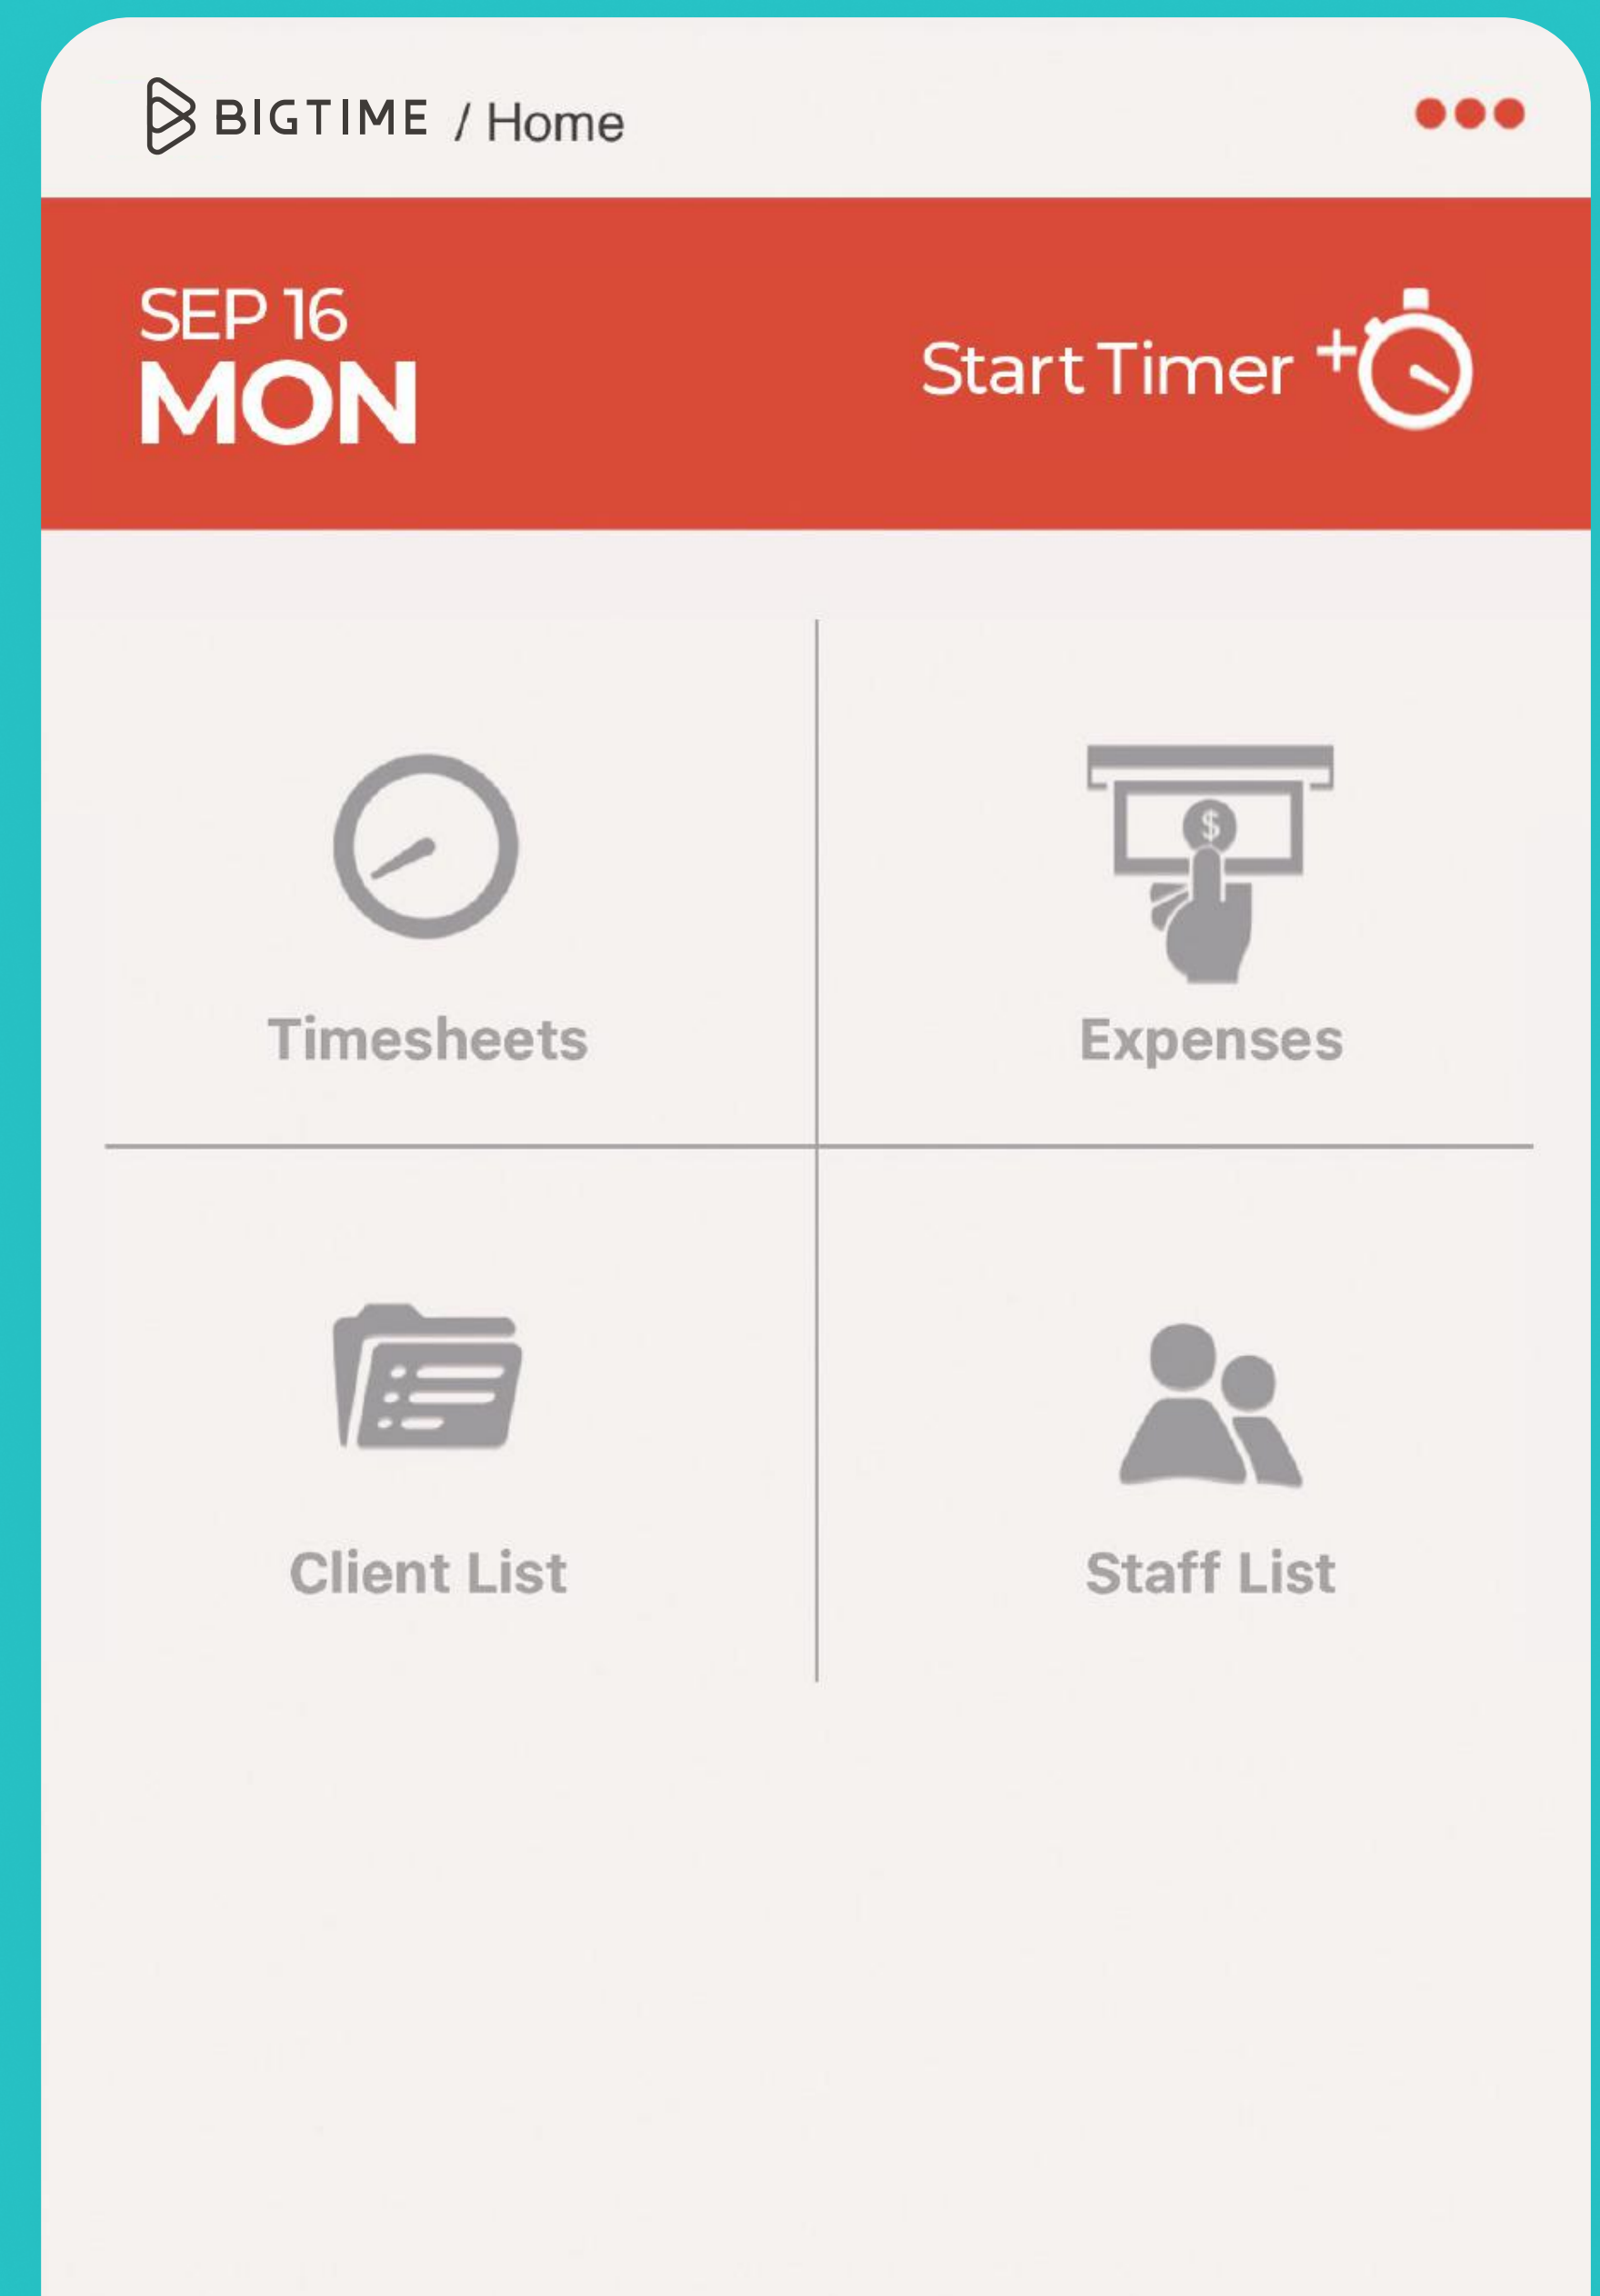 BIGTIME / Home
SEP 16
MON
Start Timer
$
Timesheets
Expenses
Client List
Staff List